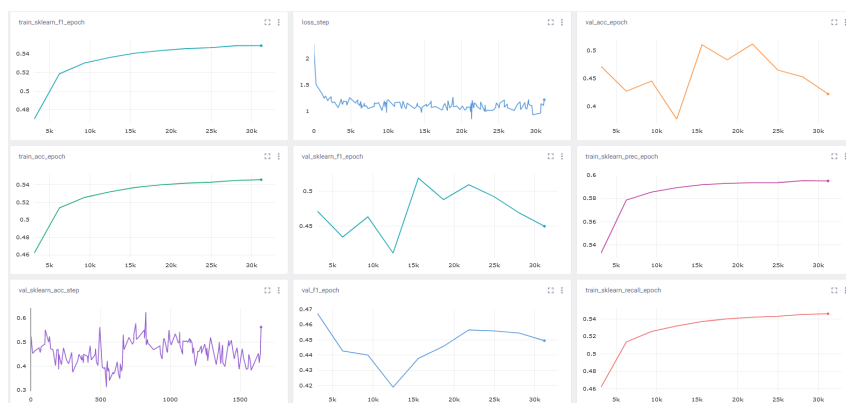 train_sklearn_f1_epoch
0.54
0.52
0.5
0.48
5k 10k 15k 20k 25k 30k
loss_step
2
1.5
1
0 5k 10k 15k 20k 25k 30k
val_acc_epoch
0.5
0.45
0.4
5k 10k 15k 20k 25k 30k
train_acc_epoch
0.54
0.52
0.5
0.48
0.46
5k 10k 15k 20k 25k 30k
val_sklearn_f1_epoch
0.5
0.45
5k 10k 15k 20k 25k 30k
train_sklearn_prec_epoch
0.6
0.58
0.56
0.54
5k 10k 15k 20k 25k 30k
val_sklearn_acc_step
0.6
0.5
0.4
0.3
0 500 1000 1500
val_f1_epoch
0.47
0.46
0.45
0.44
0.43
0.42
5k 10k 15k 20k 25k 30k
train_sklearn_recall_epoch
0.54
0.52
0.5
0.48
0.46
5k 10k 15k 20k 25k 30k